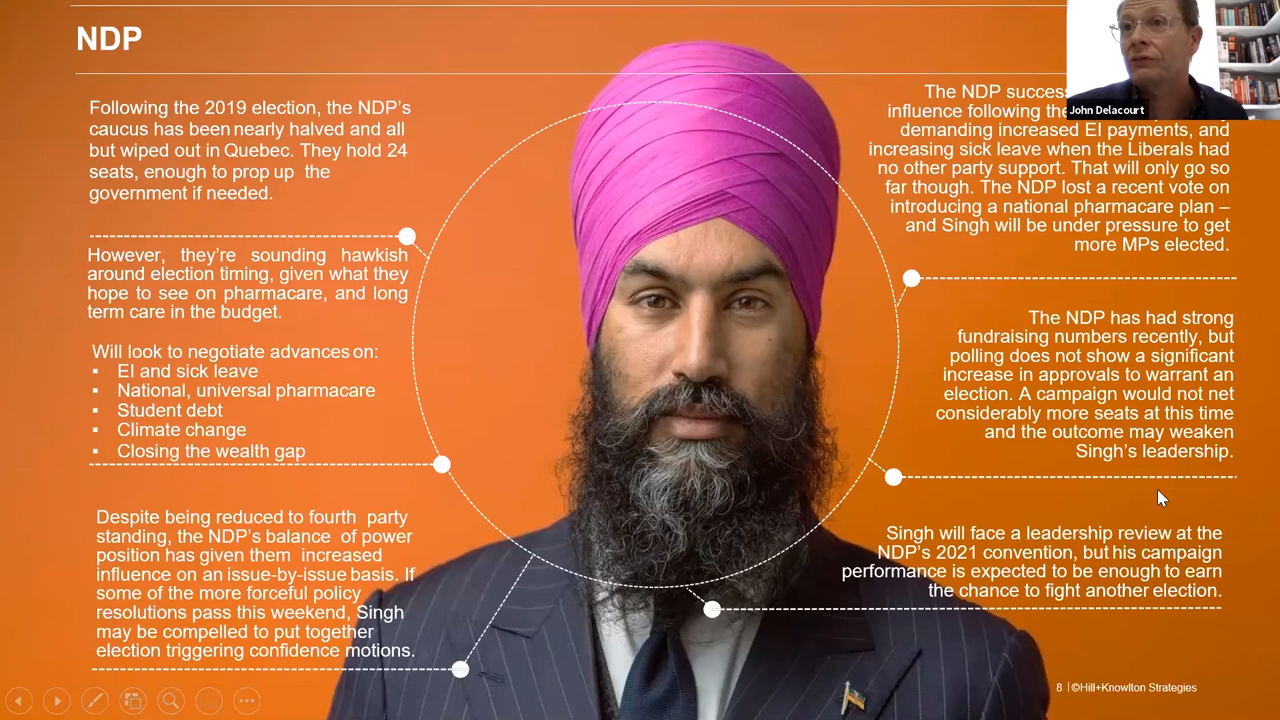 NDP
John Delacourt
Following the 2019 election, the NDP's
caucus has been nearly halved and all
but wiped out in Quebec. They hold 24
seats, enough to prop up the
government if needed.
However, they're sounding hawkish
around election timing, given what they
hope to see on pharmacare, and long
term care in the budget.
Will look to negotiate advances on:
▪ EI and sick leave
▪ National, universal pharmacare
▪ Student debt
▪ Climate change
▪ Closing the wealth gap
Despite being reduced to fourth party
standing, the NDP's balance of power
position has given them increased
influence on an issue-by-issue basis. If
some of the more forceful policy
resolutions pass this weekend, Singh
may be compelled to put together
election triggering confidence motions.
The NDP
influence following
demanding increased EI payments, and
increasing sick leave when the Liberals had
no other party support. That will only go so
far though. The NDP lost a recent vote on
introducing a national pharmacare plan –
and Singh will be under pressure to get
more MPs elected.
The NDP has had strong
fundraising numbers recently, but
polling does not show a significant
increase in approvals to warrant an
election. A campaign would not net
considerably more seats at this time
and the outcome may weaken
Singh's leadership.
Singh will face a leadership review at the
NDP's 2021 convention, but his campaign
performance is expected to be enough to earn
the chance to fight another election.
8 | ©Hill+Knowlton Strategies